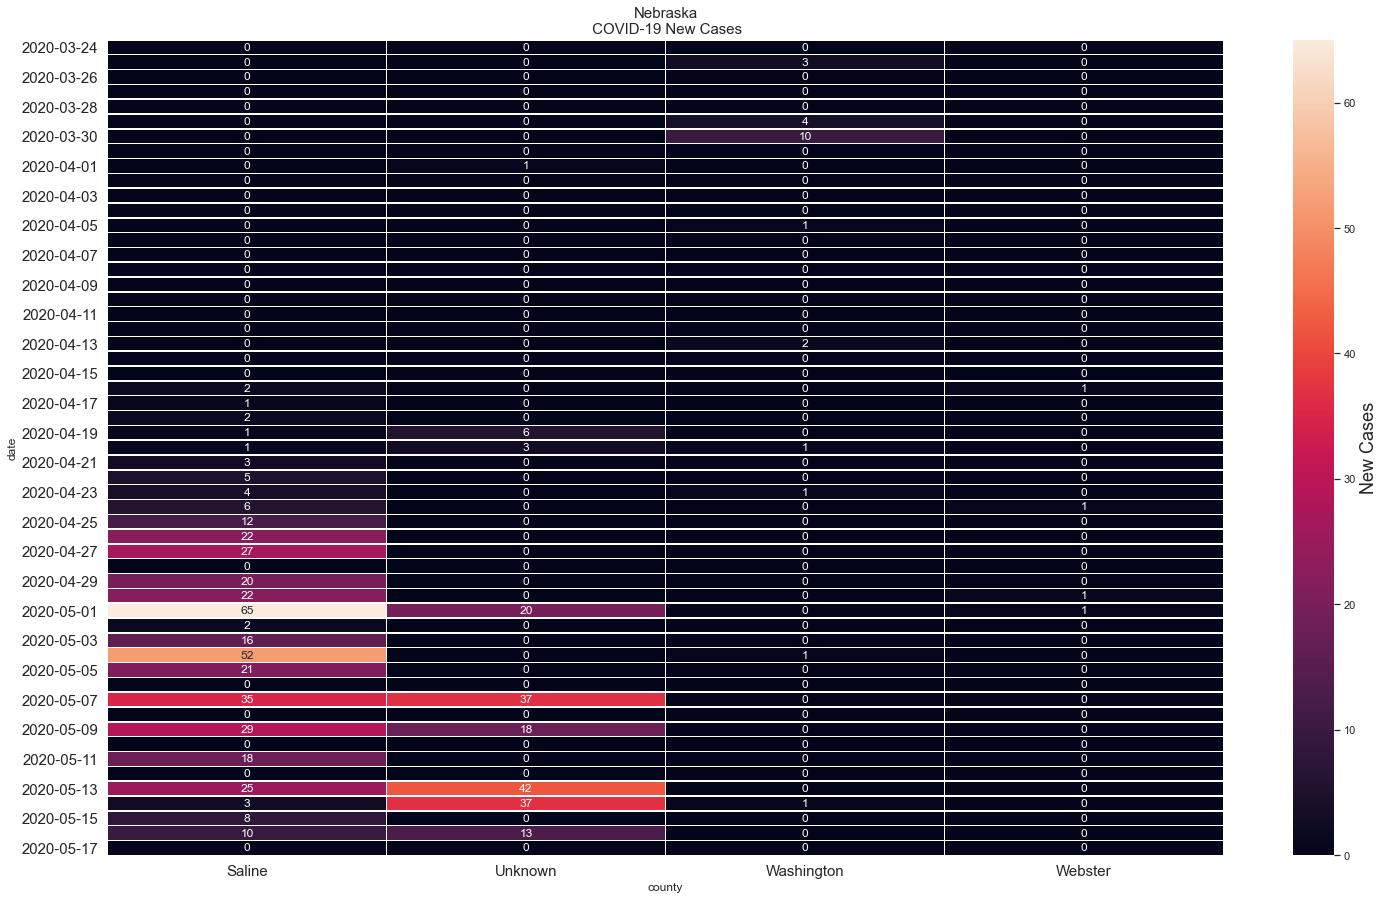 Nebraska
COVID-19 New Cases
2020-03-24 0 0 0 0
0 0 3 0
2020-03-26 0 0 0 0
0 0 0 0
2020-03-28 0 0 0 0
0 0 4 0
2020-03-30 0 0 10 0
0 0 0 0
2020-04-01 0 1 0 0
0 0 0 0
2020-04-03 0 0 0 0
0 0 0 0
2020-04-05 0 0 1 0
0 0 0 0
2020-04-07 0 0 0 0
0 0 0 0
2020-04-09 0 0 0 0
0 0 0 0
2020-04-11 0 0 0 0
0 0 0 0
2020-04-13 0 0 2 0
0 0 0 0
2020-04-15 0 0 0 0
2 0 0 1
2020-04-17 1 0 0 0
2 0 0 0
2020-04-19 1 6 0 0
1 3 1 0
2020-04-21 3 0 0 0
5 0 0 0
2020-04-23 4 0 1 0
6 0 0 1
2020-04-25 12 0 0 0
22 0 0 0
2020-04-27 27 0 0 0
0 0 0 0
2020-04-29 20 0 0 0
22 0 0 1
2020-05-01 65 20 0 1
2 0 0 0
2020-05-03 16 0 0 0
52 0 1 0
2020-05-05 21 0 0 0
0 0 0 0
2020-05-07 35 37 0 0
0 0 0 0
2020-05-09 29 18 0 0
0 0 0 0
2020-05-11 18 0 0 0
0 0 0 0
2020-05-13 25 42 0 0
3 37 1 0
2020-05-15 8 0 0 0
10 13 0 0
2020-05-17 0 0 0 0
Saline Unknown Washington Webster
county
date
60
50
40
30
20
10
0
New Cases